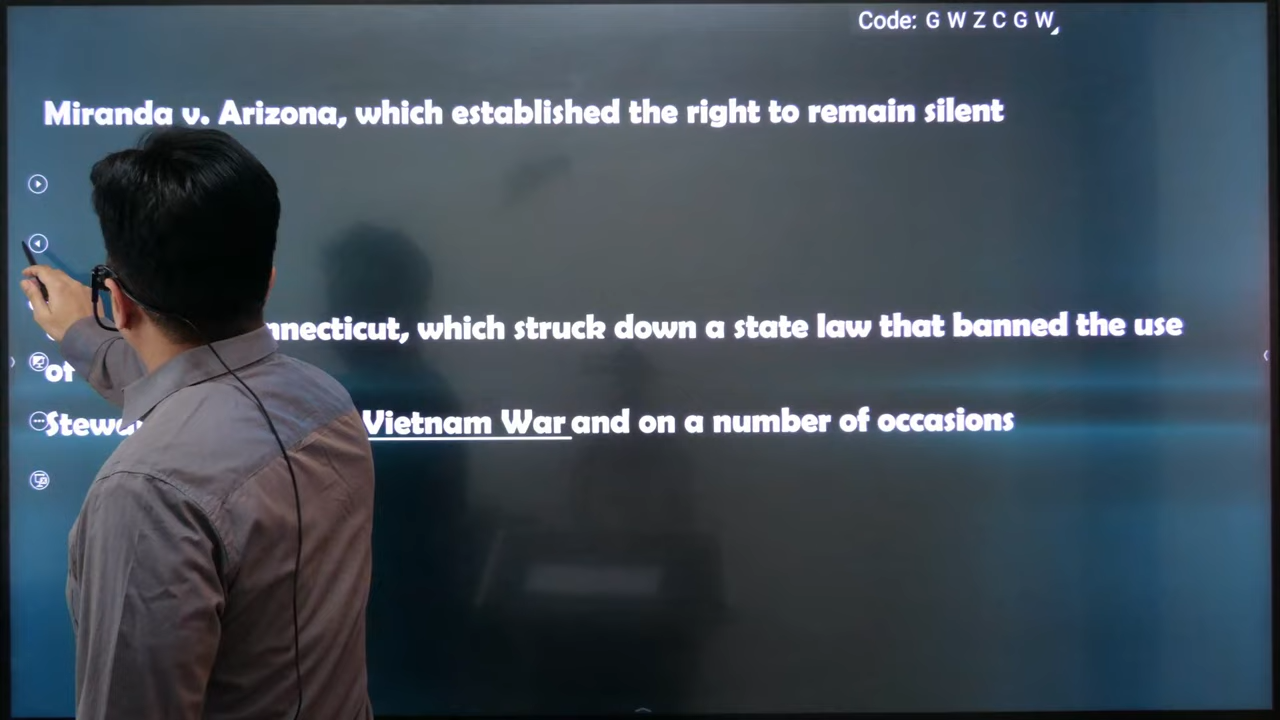 Code: G W Z C G W
Miranda v. Arizona, which established the right to remain silent
which struck down a state law that banned the use
of
Vietnam War and on a number of occasions